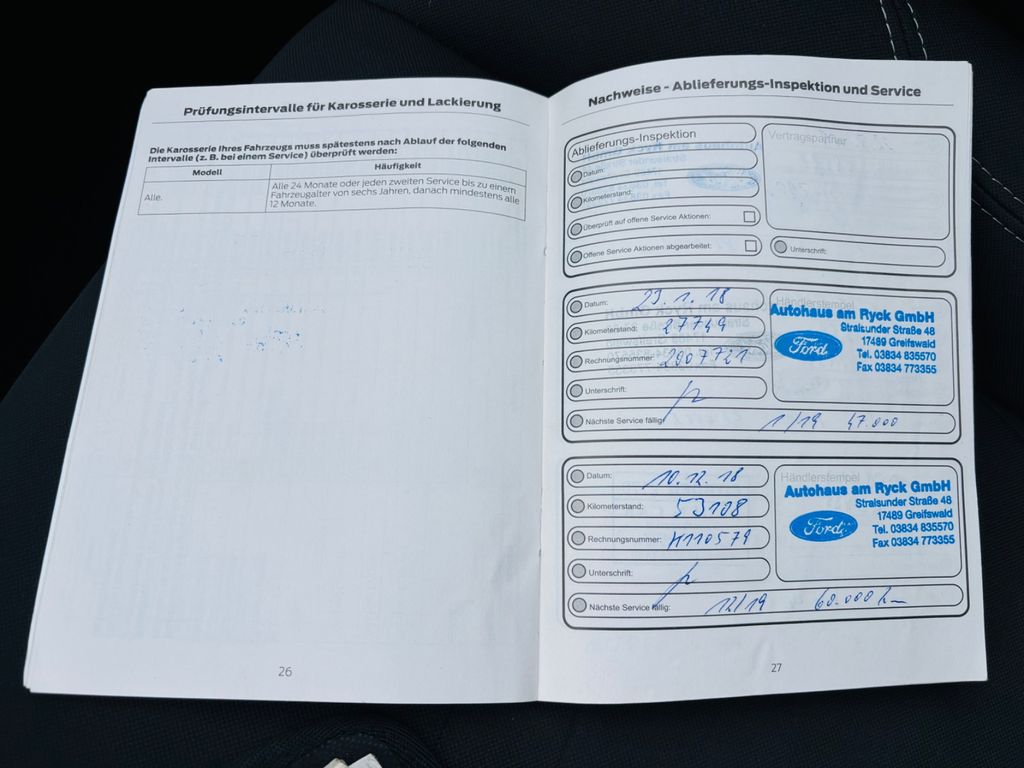 Prüfungsintervalle für Karosserie und Lackierung
Die Karosserie Ihres Fahrzeugs muss spätestens nach Ablauf der folgenden
Intervalle (z. B. bei einem Service) überprüft werden:
Modell Häufigkeit
Alle. Alle 24 Monate oder jeden zweiten Service bis zu einem
Fahrzeugalter von sechs Jahren, danach mindestens alle
12 Monate.
26
Nachweise - Ablieferungs-Inspektion und Service
Ablieferungs-Inspektion
Datum:
Kilometerstand:
Überprüft auf offene Service Aktionen:
Offene Service Aktionen abgearbeitet:
Vertragspartner
Unterschrift:
Datum: 29.1.18
Kilometerstand: 27749
Rechnungsnummer: 2007721
Unterschrift:
Nächste Service fällig: 1/19 47.000
Händlerstempel
Autohaus am Ryck GmbH
Stralsunder Straße 48
Ford
17489 Greifswald
Tel. 03834 835570
Fax 03834 773355
Datum: 10.12.18
Kilometerstand: 53108
Rechnungsnummer: H110579
Unterschrift:
Nächste Service fällig: 12/19 60.000 km
Händlerstempel
Autohaus am Ryck GmbH
Stralsunder Straße 48
Ford
17489 Greifswald
Tel. 03834 835570
Fax 03834 773355
27